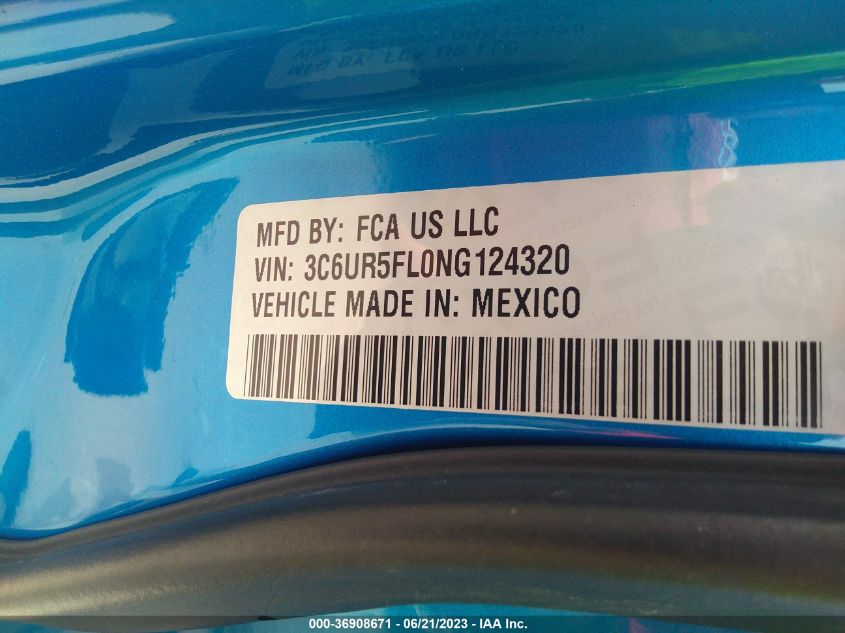 MFD BY: FCA US LLC
VIN: 3C6UR5FL0NG124320
VEHICLE MADE IN: MEXICO
000-36908671 - 06/21/2023 - IAA Inc.